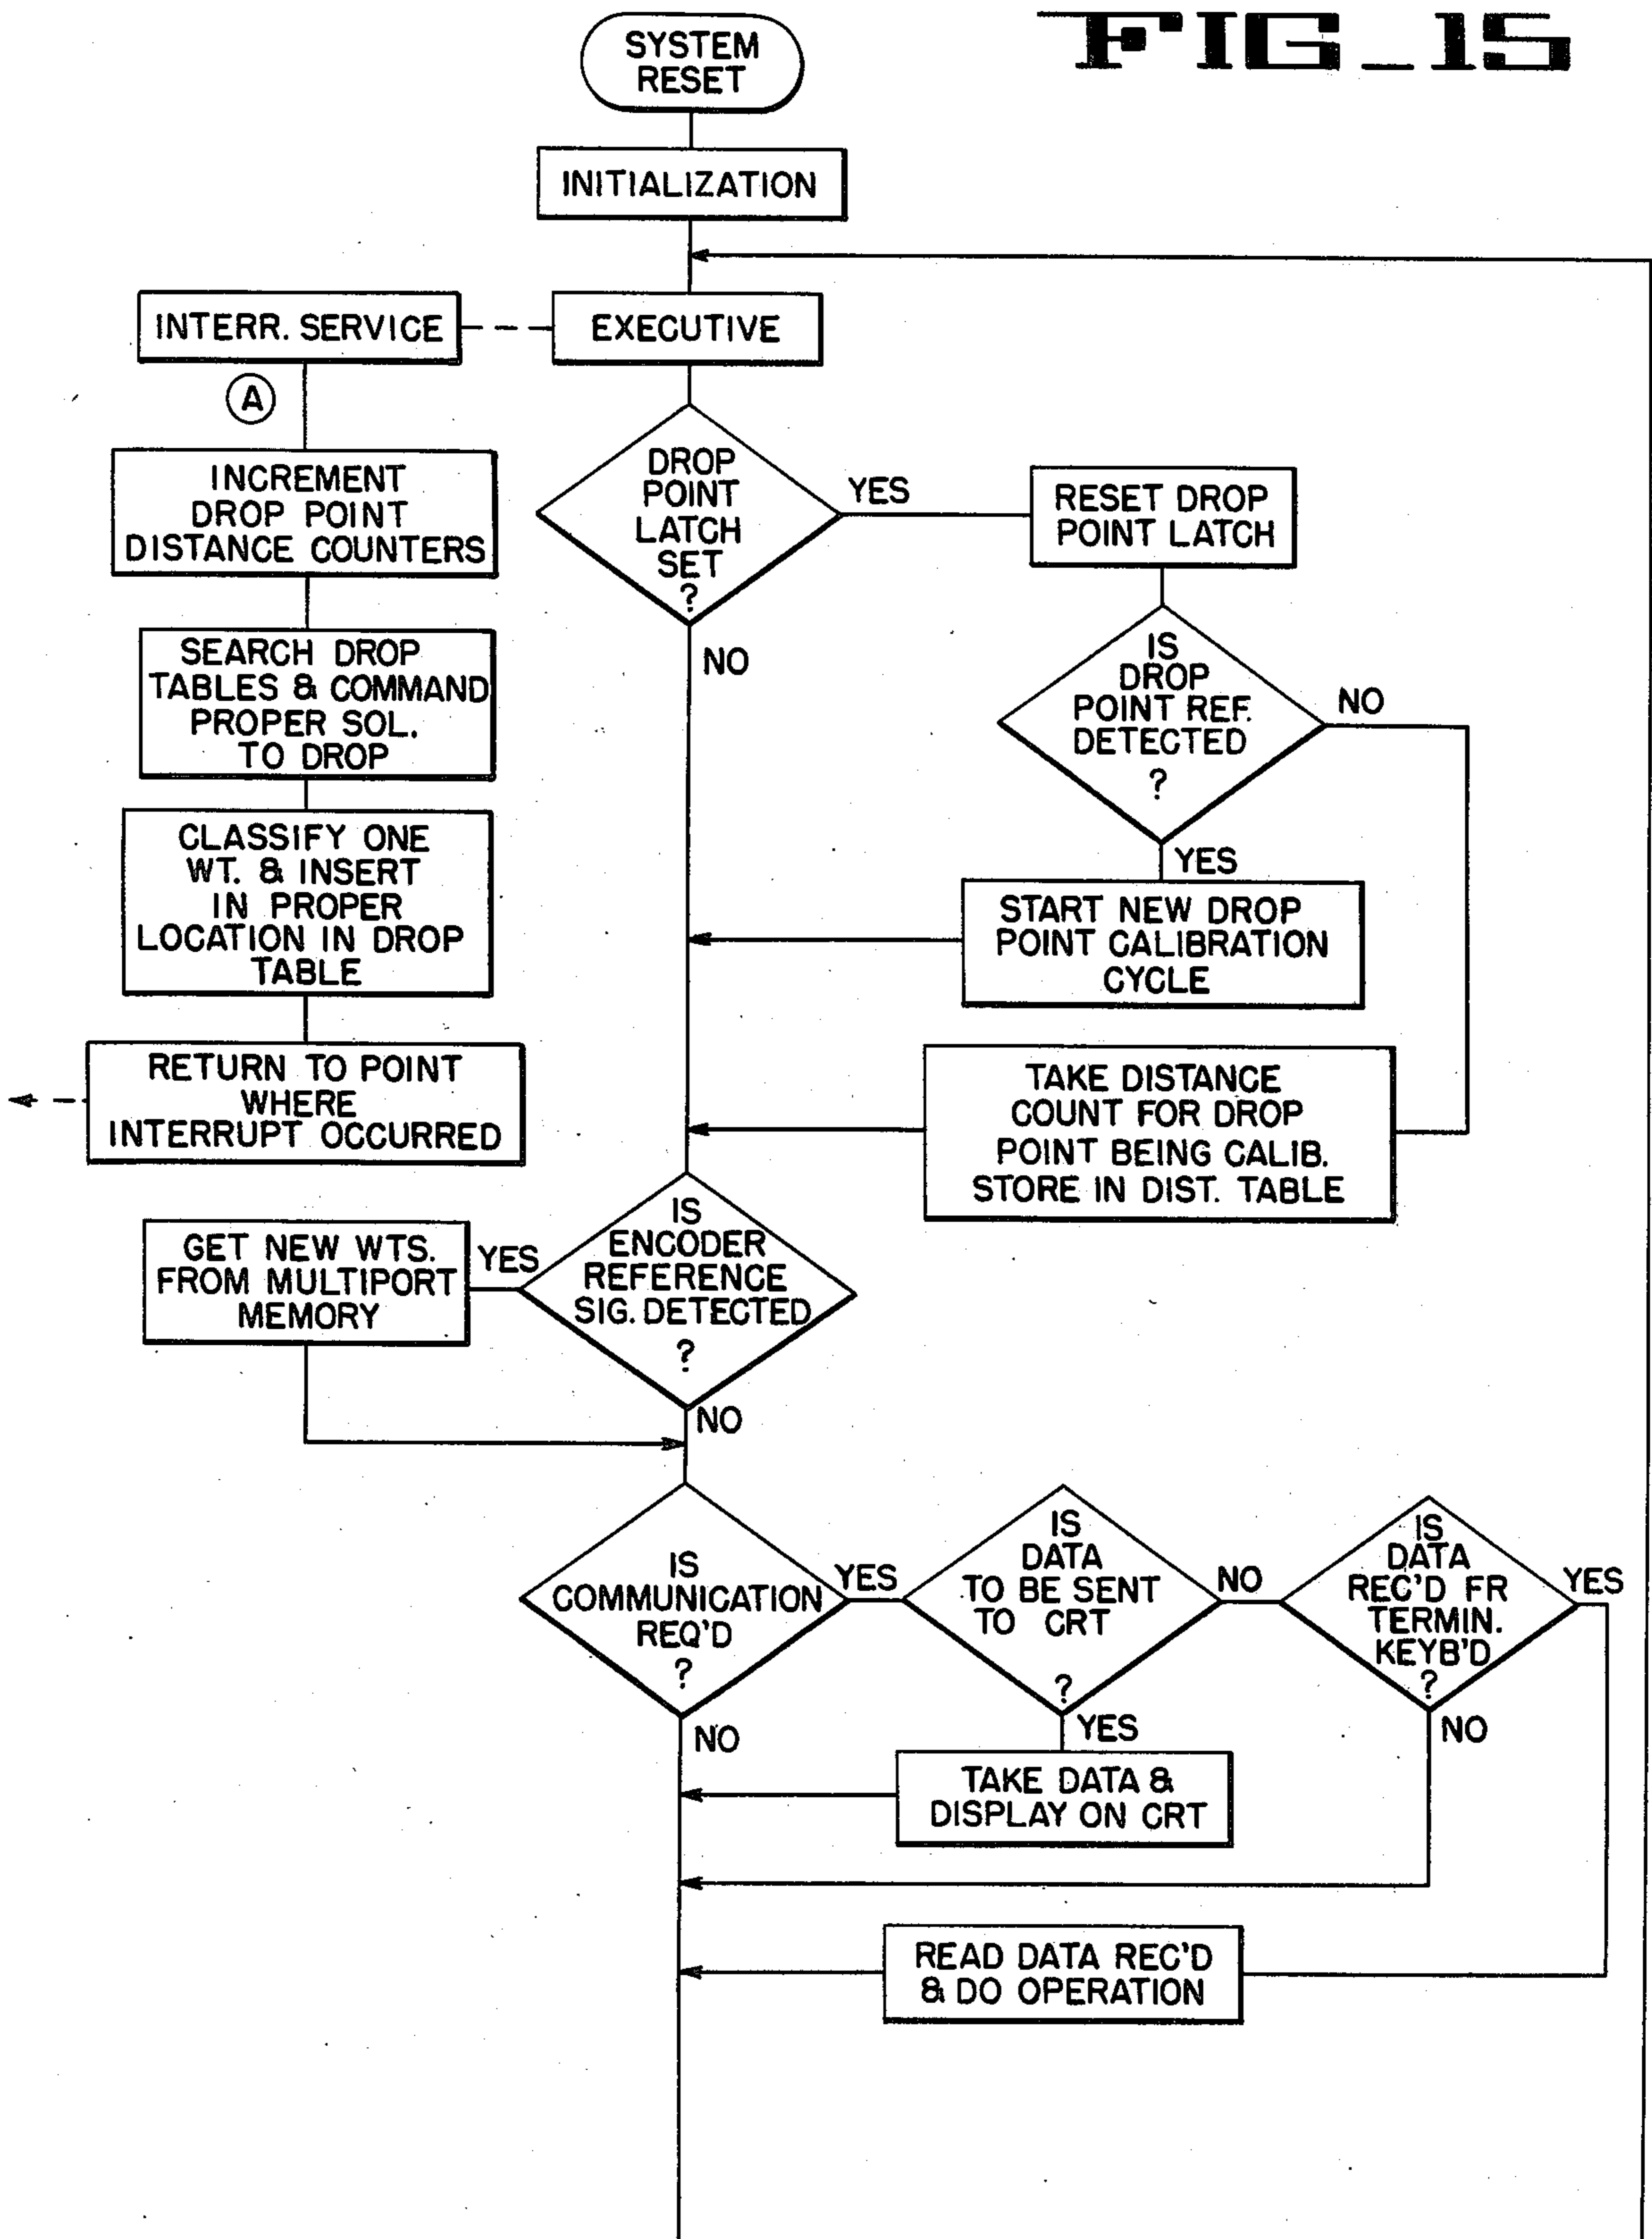 FIG_15
SYSTEM
RESET
INITIALIZATION
INTERR. SERVICE
EXECUTIVE
A
INCREMENT
DROP POINT
DISTANCE COUNTERS
SEARCH DROP
TABLES & COMMAND
PROPER SOL.
TO DROP
CLASSIFY ONE
WT. & INSERT
IN PROPER
LOCATION IN DROP
TABLE
RETURN TO POINT
WHERE
INTERRUPT OCCURRED
DROP
POINT
LATCH
SET
?
YES
NO
RESET DROP
POINT LATCH
IS
DROP
POINT REF.
DETECTED
?
NO
YES
START NEW DROP
POINT CALIBRATION
CYCLE
TAKE DISTANCE
COUNT FOR DROP
POINT BEING CALIB.
STORE IN DIST. TABLE
IS
ENCODER
REFERENCE
SIG. DETECTED
?
YES
NO
GET NEW WTS.
FROM MULTIPORT
MEMORY
IS
COMMUNICATION
REQ'D
?
YES
NO
IS
DATA
TO BE SENT
TO CRT
?
NO
YES
IS
DATA
REC'D FR
TERMIN.
KEYB'D
?
YES
NO
TAKE DATA &
DISPLAY ON CRT
READ DATA REC'D
& DO OPERATION